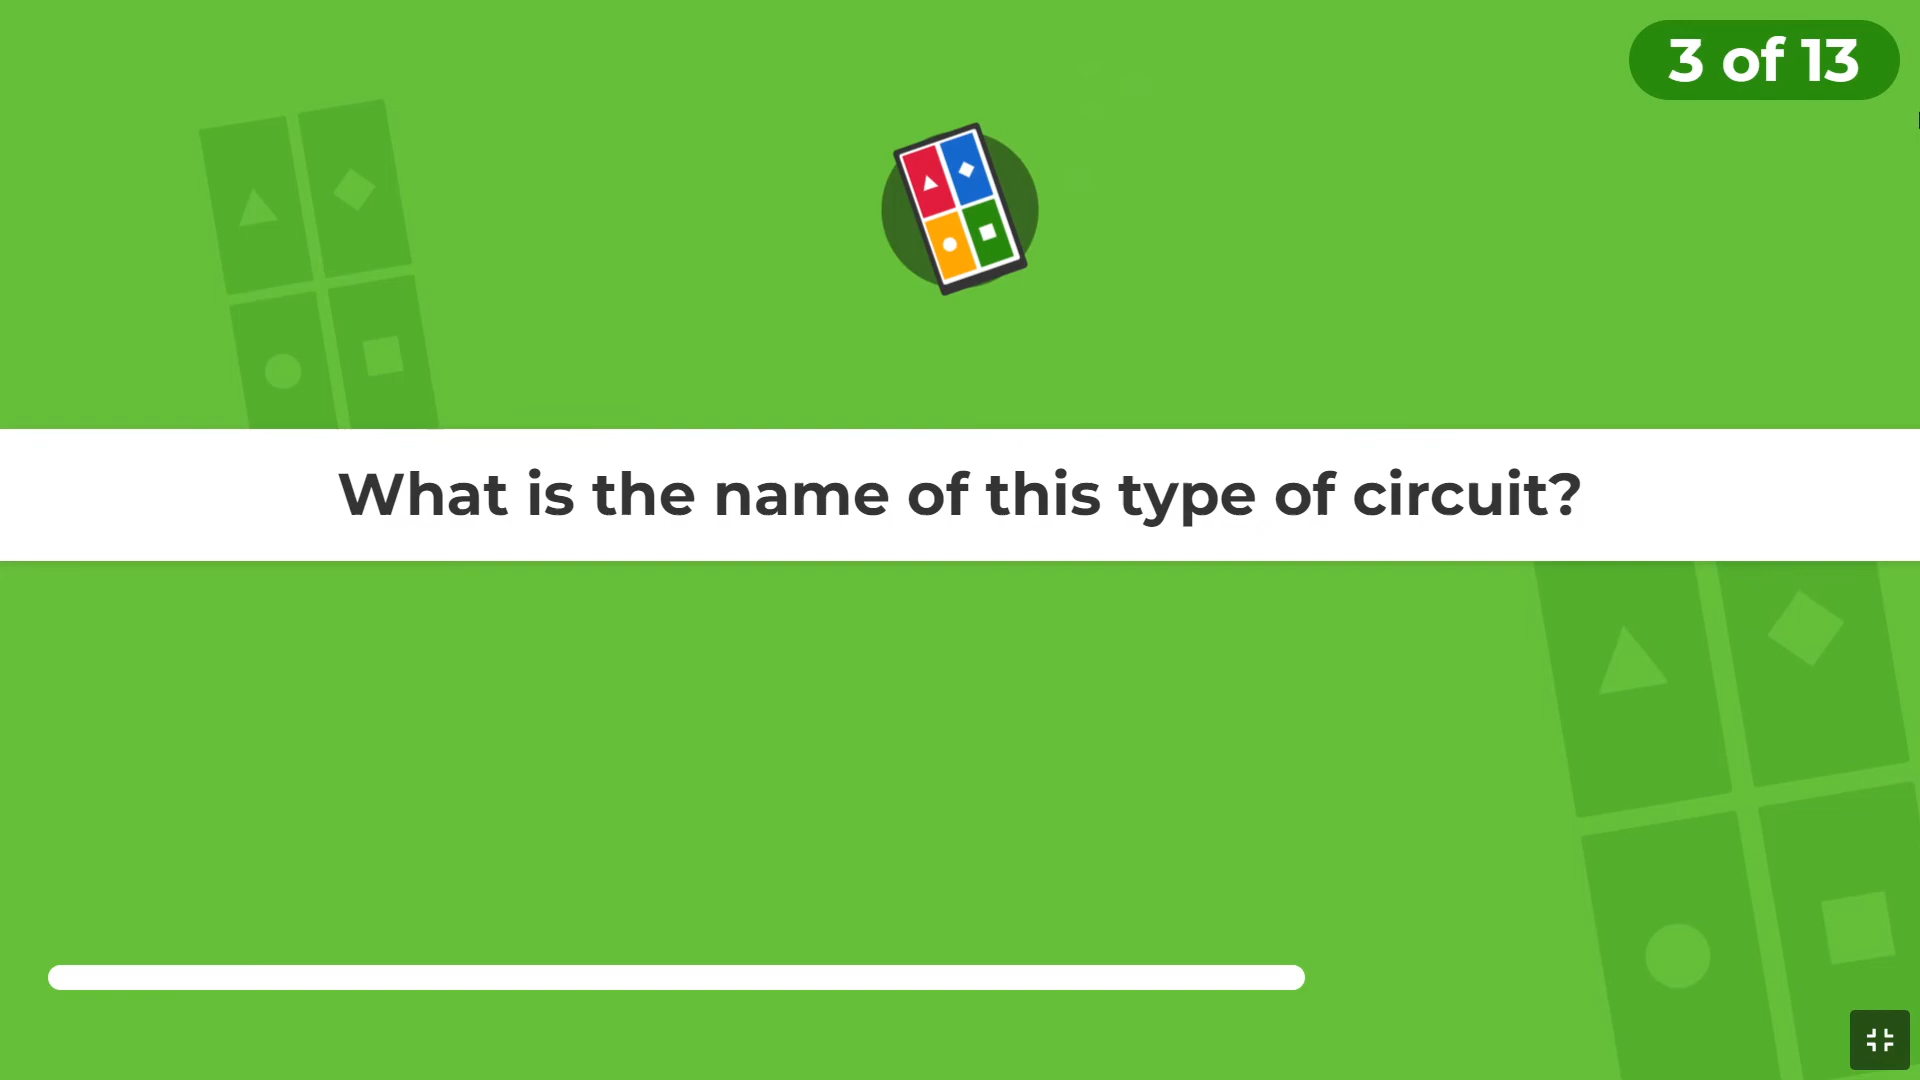 3 of 13
What is the name of this type of circuit?